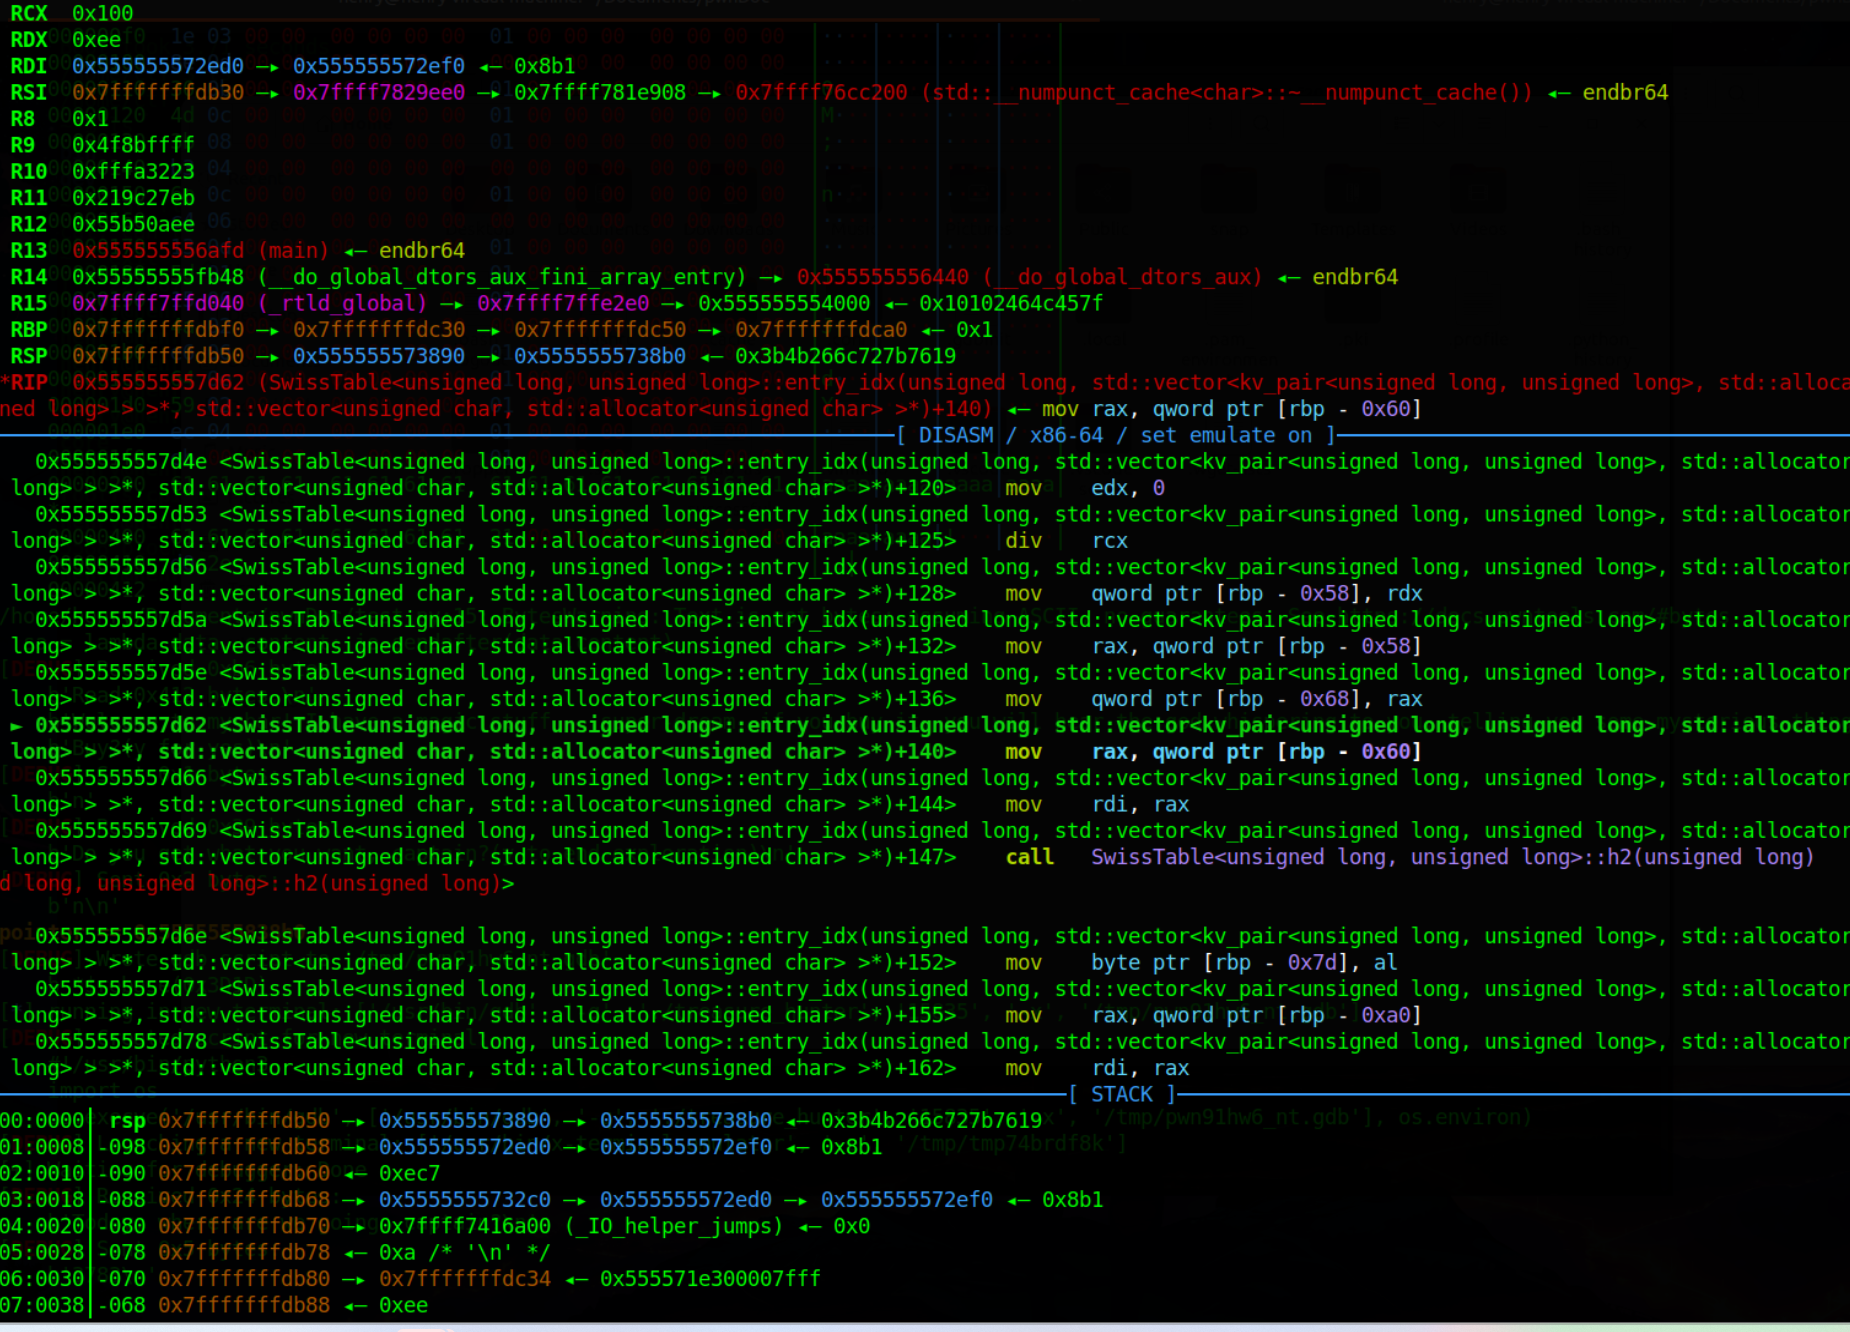 RCX  0x100
RDX  0xee
RDI  0x555555572ed0 —▸ 0x555555572ef0 ◂— 0x8b1
RSI  0x7fffffffdb30 —▸ 0x7ffff7829ee0 —▸ 0x7ffff781e908 —▸ 0x7ffff76cc200 (std::__numpunct_cache<char>::~__numpunct_cache()) ◂— endbr64
R8   0x1
R9   0x4f8bffff
R10  0xfffa3223
R11  0x219c27eb
R12  0x55b50aee
R13  0x555555556afd (main) ◂— endbr64
R14  0x55555555fb48 (__do_global_dtors_aux_fini_array_entry) —▸ 0x555555556440 (__do_global_dtors_aux) ◂— endbr64
R15  0x7ffff7ffd040 (_rtld_global) —▸ 0x7ffff7ffe2e0 —▸ 0x555555554000 ◂— 0x10102464c457f
RBP  0x7fffffffdbf0 —▸ 0x7fffffffdc30 —▸ 0x7fffffffdc50 —▸ 0x7fffffffdca0 ◂— 0x1
RSP  0x7fffffffdb50 —▸ 0x555555573890 —▸ 0x5555555738b0 ◂— 0x3b4b266c727b7619
*RIP  0x555555557d62 (SwissTable<unsigned long, unsigned long>::entry_idx(unsigned long, std::vector<kv_pair<unsigned long, unsigned long>, std::alloca
ned long> > >*, std::vector<unsigned char, std::allocator<unsigned char> >*)+140) ◂— mov rax, qword ptr [rbp - 0x60]
[ DISASM / x86-64 / set emulate on ]
0x555555557d4e <SwissTable<unsigned long, unsigned long>::entry_idx(unsigned long, std::vector<kv_pair<unsigned long, unsigned long>, std::allocator
long> > >*, std::vector<unsigned char, std::allocator<unsigned char> >*)+120>    mov    edx, 0
0x555555557d53 <SwissTable<unsigned long, unsigned long>::entry_idx(unsigned long, std::vector<kv_pair<unsigned long, unsigned long>, std::allocator
long> > >*, std::vector<unsigned char, std::allocator<unsigned char> >*)+125>    div    rcx
0x555555557d56 <SwissTable<unsigned long, unsigned long>::entry_idx(unsigned long, std::vector<kv_pair<unsigned long, unsigned long>, std::allocator
long> > >*, std::vector<unsigned char, std::allocator<unsigned char> >*)+128>    mov    qword ptr [rbp - 0x58], rdx
0x555555557d5a <SwissTable<unsigned long, unsigned long>::entry_idx(unsigned long, std::vector<kv_pair<unsigned long, unsigned long>, std::allocator
long> > >*, std::vector<unsigned char, std::allocator<unsigned char> >*)+132>    mov    rax, qword ptr [rbp - 0x58]
0x555555557d5e <SwissTable<unsigned long, unsigned long>::entry_idx(unsigned long, std::vector<kv_pair<unsigned long, unsigned long>, std::allocator
long> > >*, std::vector<unsigned char, std::allocator<unsigned char> >*)+136>    mov    qword ptr [rbp - 0x68], rax
► 0x555555557d62 <SwissTable<unsigned long, unsigned long>::entry_idx(unsigned long, std::vector<kv_pair<unsigned long, unsigned long>, std::allocator
long> > >*, std::vector<unsigned char, std::allocator<unsigned char> >*)+140>    mov    rax, qword ptr [rbp - 0x60]
0x555555557d66 <SwissTable<unsigned long, unsigned long>::entry_idx(unsigned long, std::vector<kv_pair<unsigned long, unsigned long>, std::allocator
long> > >*, std::vector<unsigned char, std::allocator<unsigned char> >*)+144>    mov    rdi, rax
0x555555557d69 <SwissTable<unsigned long, unsigned long>::entry_idx(unsigned long, std::vector<kv_pair<unsigned long, unsigned long>, std::allocator
long> > >*, std::vector<unsigned char, std::allocator<unsigned char> >*)+147>    call   SwissTable<unsigned long, unsigned long>::h2(unsigned long)
d long, unsigned long>::h2(unsigned long)>
0x555555557d6e <SwissTable<unsigned long, unsigned long>::entry_idx(unsigned long, std::vector<kv_pair<unsigned long, unsigned long>, std::allocator
long> > >*, std::vector<unsigned char, std::allocator<unsigned char> >*)+152>    mov    byte ptr [rbp - 0x7d], al
0x555555557d71 <SwissTable<unsigned long, unsigned long>::entry_idx(unsigned long, std::vector<kv_pair<unsigned long, unsigned long>, std::allocator
long> > >*, std::vector<unsigned char, std::allocator<unsigned char> >*)+155>    mov    rax, qword ptr [rbp - 0xa0]
0x555555557d78 <SwissTable<unsigned long, unsigned long>::entry_idx(unsigned long, std::vector<kv_pair<unsigned long, unsigned long>, std::allocator
long> > >*, std::vector<unsigned char, std::allocator<unsigned char> >*)+162>    mov    rdi, rax
[ STACK ]
00:0000│ rsp 0x7fffffffdb50 —▸ 0x555555573890 —▸ 0x5555555738b0 ◂— 0x3b4b266c727b7619
01:0008│-098 0x7fffffffdb58 —▸ 0x555555572ed0 —▸ 0x555555572ef0 ◂— 0x8b1
02:0010│-090 0x7fffffffdb60 ◂— 0xec7
03:0018│-088 0x7fffffffdb68 —▸ 0x5555555732c0 —▸ 0x555555572ed0 —▸ 0x555555572ef0 ◂— 0x8b1
04:0020│-080 0x7fffffffdb70 —▸ 0x7ffff7416a00 (_IO_helper_jumps) ◂— 0x0
05:0028│-078 0x7fffffffdb78 ◂— 0xa /* '\n' */
06:0030│-070 0x7fffffffdb80 —▸ 0x7fffffffdc34 ◂— 0x555571e300007fff
07:0038│-068 0x7fffffffdb88 ◂— 0xee